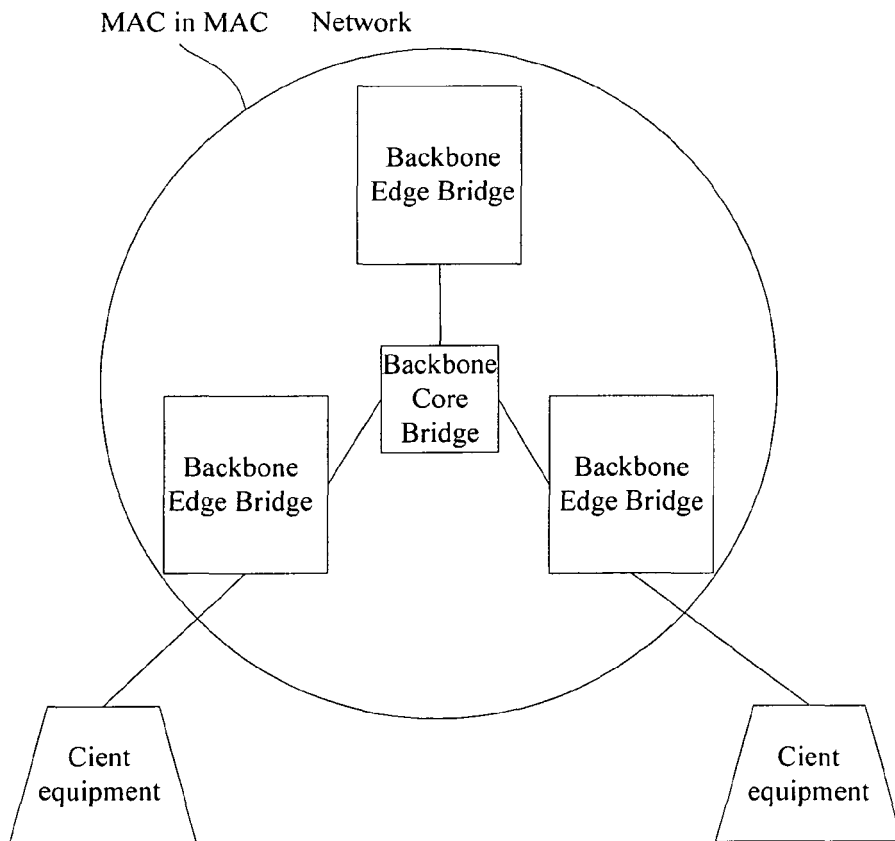 MAC in MAC Network
Backbone
Edge Bridge
Backbone
Core
Bridge
Backbone
Edge Bridge
Backbone
Edge Bridge
Cient
equipment
Cient
equipment